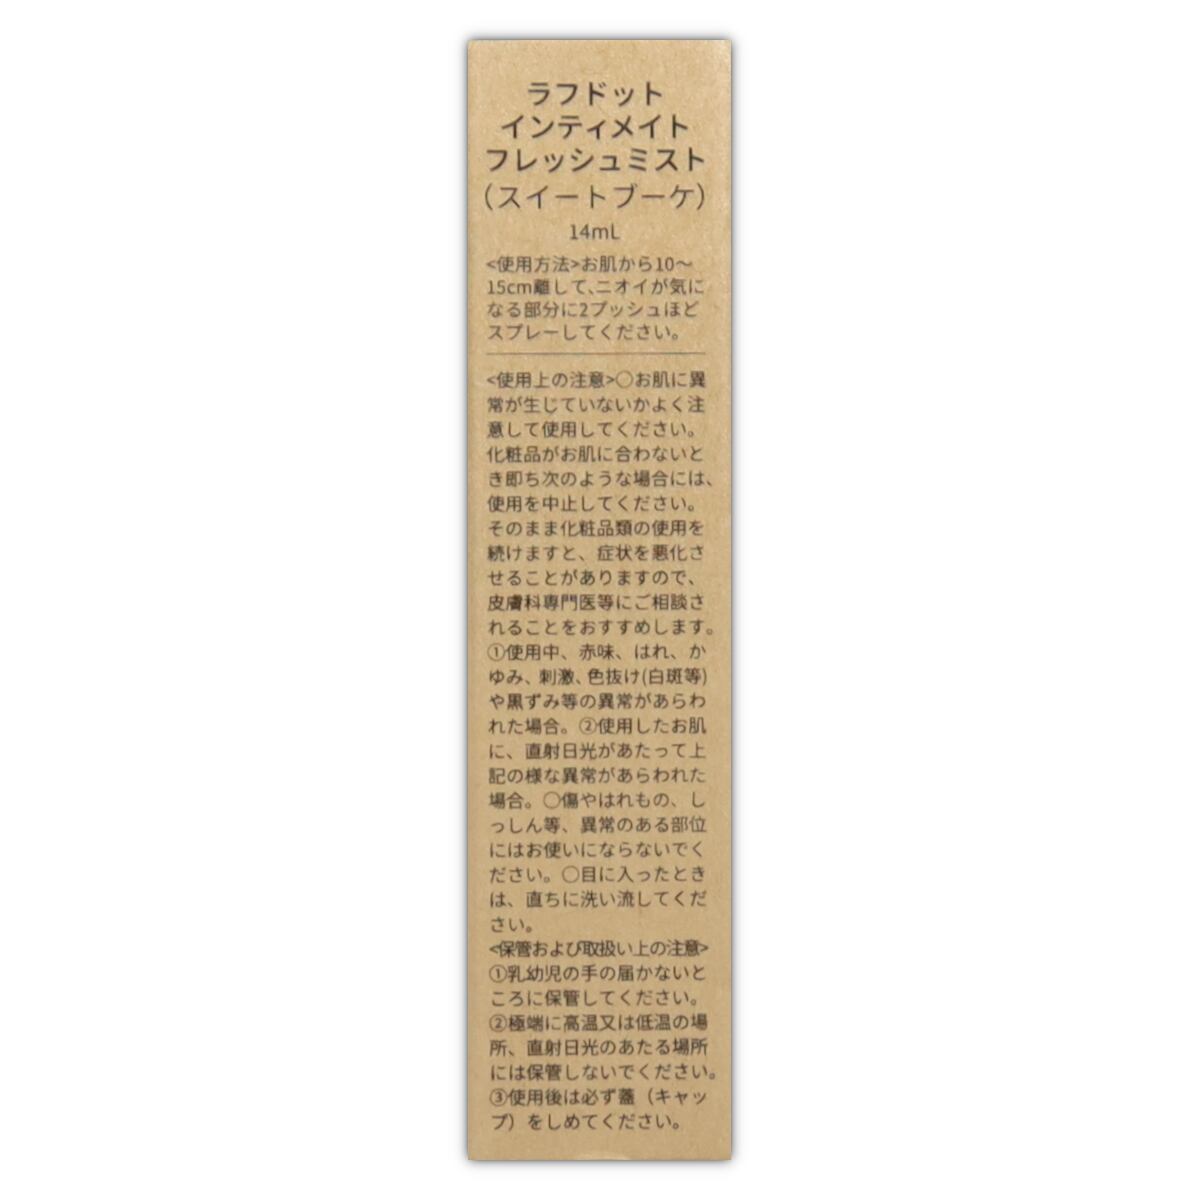 ラフドット
インティメイト
フレッシュミスト
（スイートブーケ）
14mL
<使用方法>お肌から10～
15cm離して、ニオイが気に
なる部分に2プッシュほど
スプレーしてください。
<使用上の注意>○お肌に異
常が生じていないかよく注
意して使用してください。
化粧品がお肌に合わないと
き即ち次のような場合には、
使用を中止してください。
そのまま化粧品類の使用を
続けますと、症状を悪化さ
せることがありますので、
皮膚科専門医等にご相談さ
れることをおすすめします。
①使用中、赤味、はれ、か
ゆみ、刺激、色抜け(白斑等)
や黒ずみ等の異常があらわ
れた場合。②使用したお肌
に、直射日光があたって上
記の様な異常があらわれた
場合。○傷やはれもの、し
っしん等、異常のある部位
にはお使いにならないでく
ださい。○目に入ったとき
は、直ちに洗い流してくだ
さい。
<保管および取扱い上の注意>
①乳幼児の手の届かないと
ころに保管してください。
②極端に高温又は低温の場
所、直射日光のあたる場所
には保管しないでください。
③使用後は必ず蓋（キャッ
プ）をしめてください。